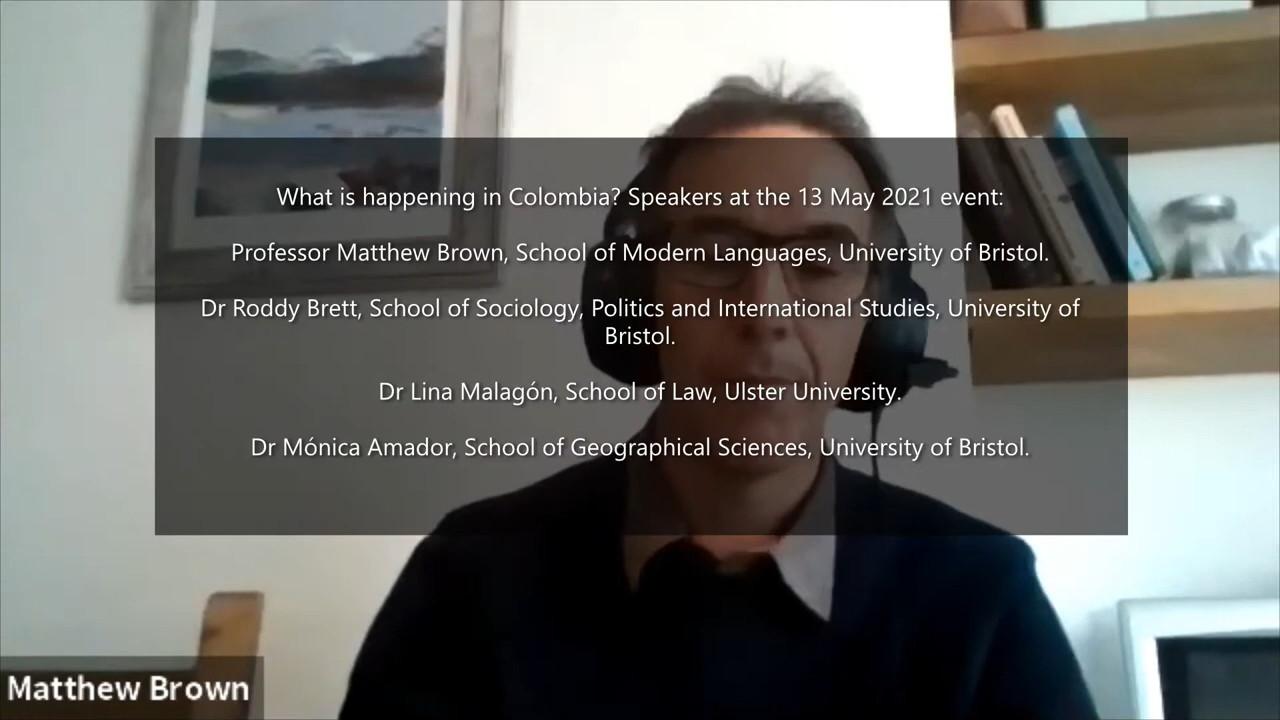 What is happening in Colombia? Speakers at the 13 May 2021 event:
Professor Matthew Brown, School of Modern Languages, University of Bristol.
Dr Roddy Brett, School of Sociology, Politics and International Studies, University of
Bristol.
Dr Lina Malagón, School of Law, Ulster University.
Dr Mónica Amador, School of Geographical Sciences, University of Bristol.
Matthew Brown